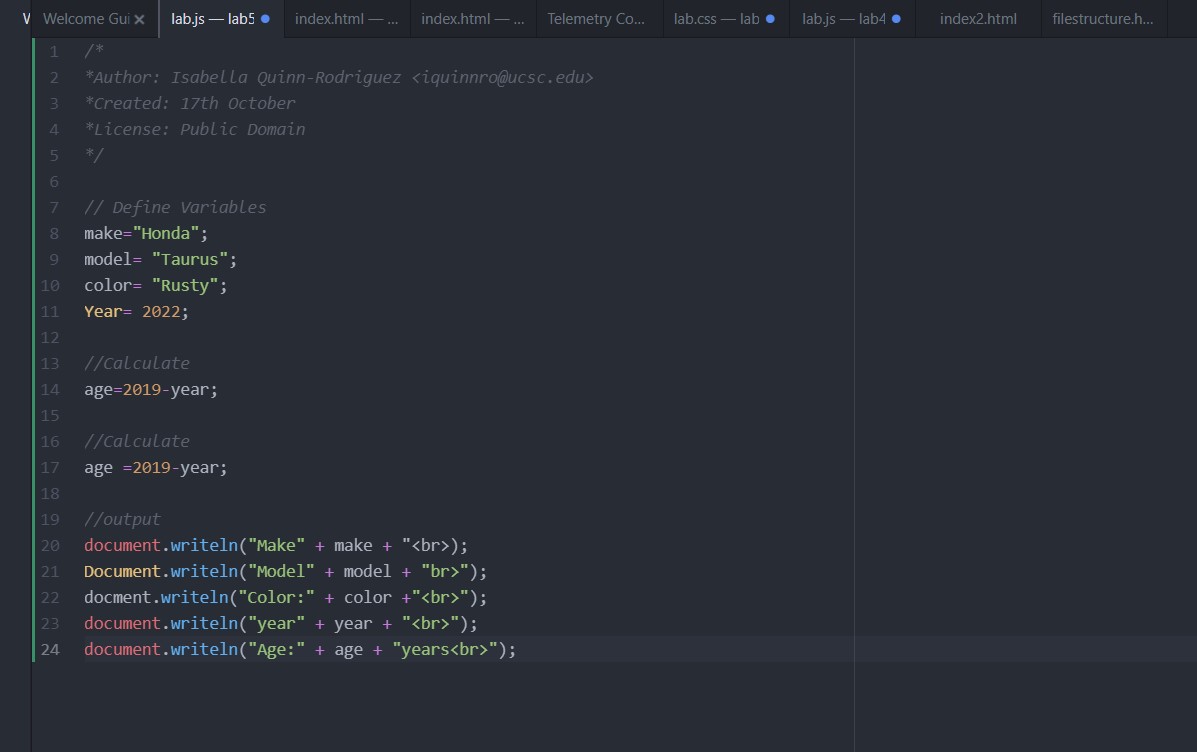 W Welcome Gui × lab.js — lab5 index.html — ... index.html — ... Telemetry Co... lab.css — lab lab.js — lab4 index2.html filestructure.h...
1 /*
2 *Author: Isabella Quinn-Rodriguez <iquinnro@ucsc.edu>
3 *Created: 17th October
4 *License: Public Domain
5 */
6
7 // Define Variables
8 make="Honda";
9 model= "Taurus";
10 color= "Rusty";
11 Year= 2022;
12
13 //Calculate
14 age=2019-year;
15
16 //Calculate
17 age =2019-year;
18
19 //output
20 document.writeln("Make" + make + "<br>);
21 Document.writeln("Model" + model + "br>");
22 docment.writeln("Color:" + color +"<br>");
23 document.writeln("year" + year + "<br>");
24 document.writeln("Age:" + age + "years<br>");